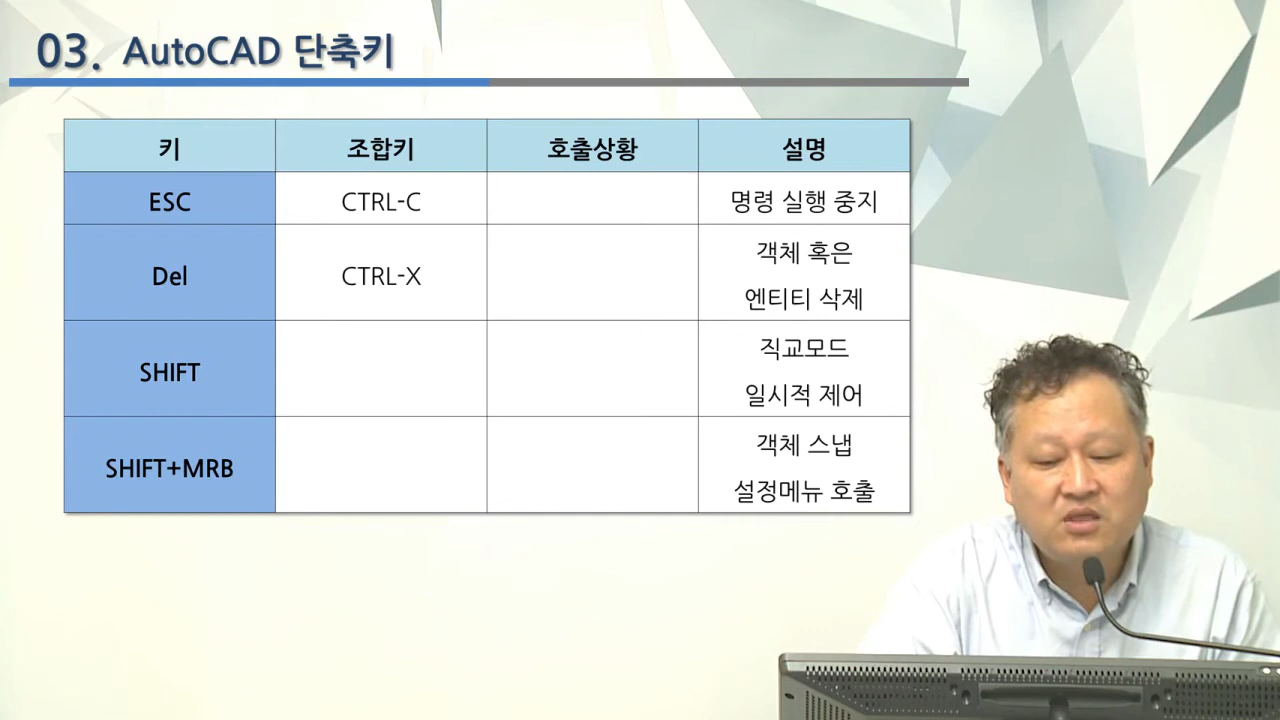 03. AutoCAD 단축키
키 조합키 호출상황 설명
ESC CTRL-C 명령 실행 중지
Del CTRL-X 객체 혹은
엔티티 삭제
SHIFT 직교모드
일시적 제어
SHIFT+MRB 객체 스냅
설정메뉴 호출